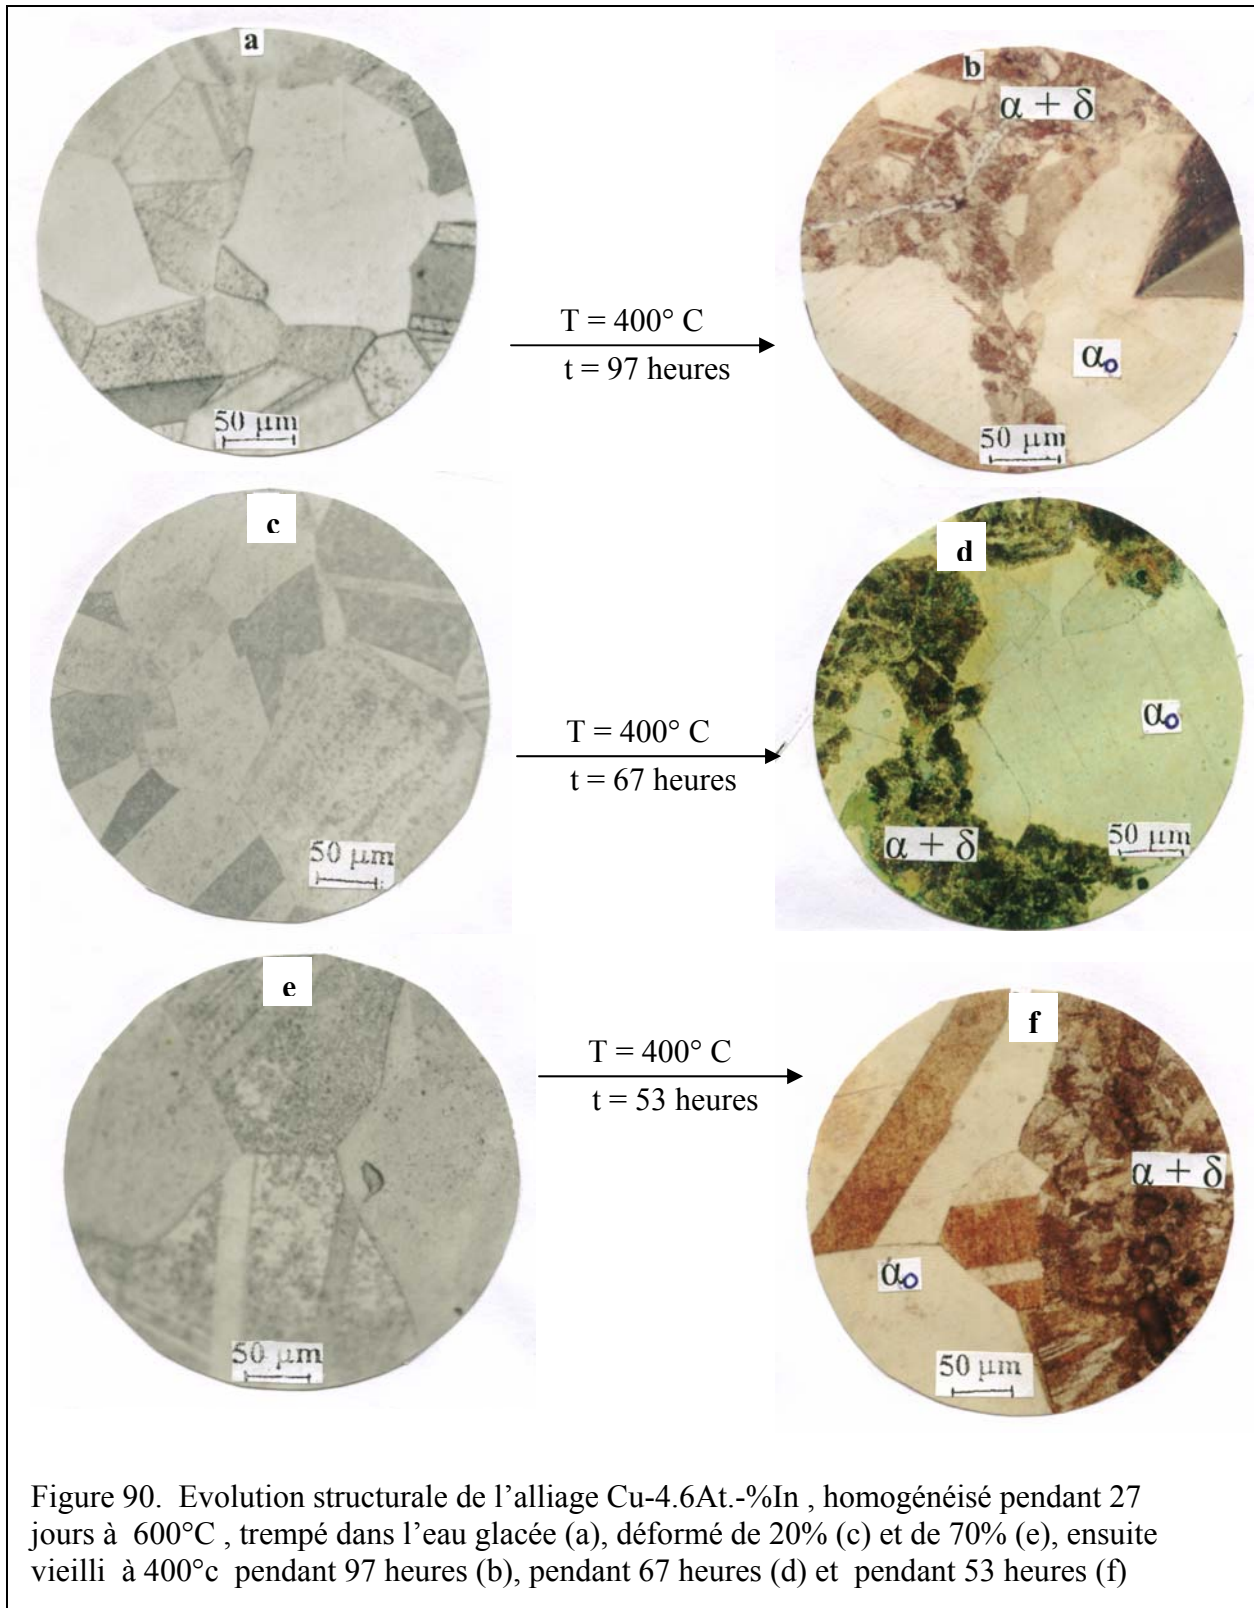 a
b
α + δ
T = 400° C
t = 97 heures
α₀
50 μm
50 μm
c
d
α₀
T = 400° C
t = 67 heures
50 μm
50 μm
α + δ
e
f
T = 400° C
t = 53 heures
α + δ
α₀
50 μm
50 μm
Figure 90. Evolution structurale de l’alliage Cu-4.6At.-%In , homogénéisé pendant 27
jours à 600°C , trempé dans l’eau glacée (a), déformé de 20% (c) et de 70% (e), ensuite
vieilli à 400°c pendant 97 heures (b), pendant 67 heures (d) et pendant 53 heures (f)